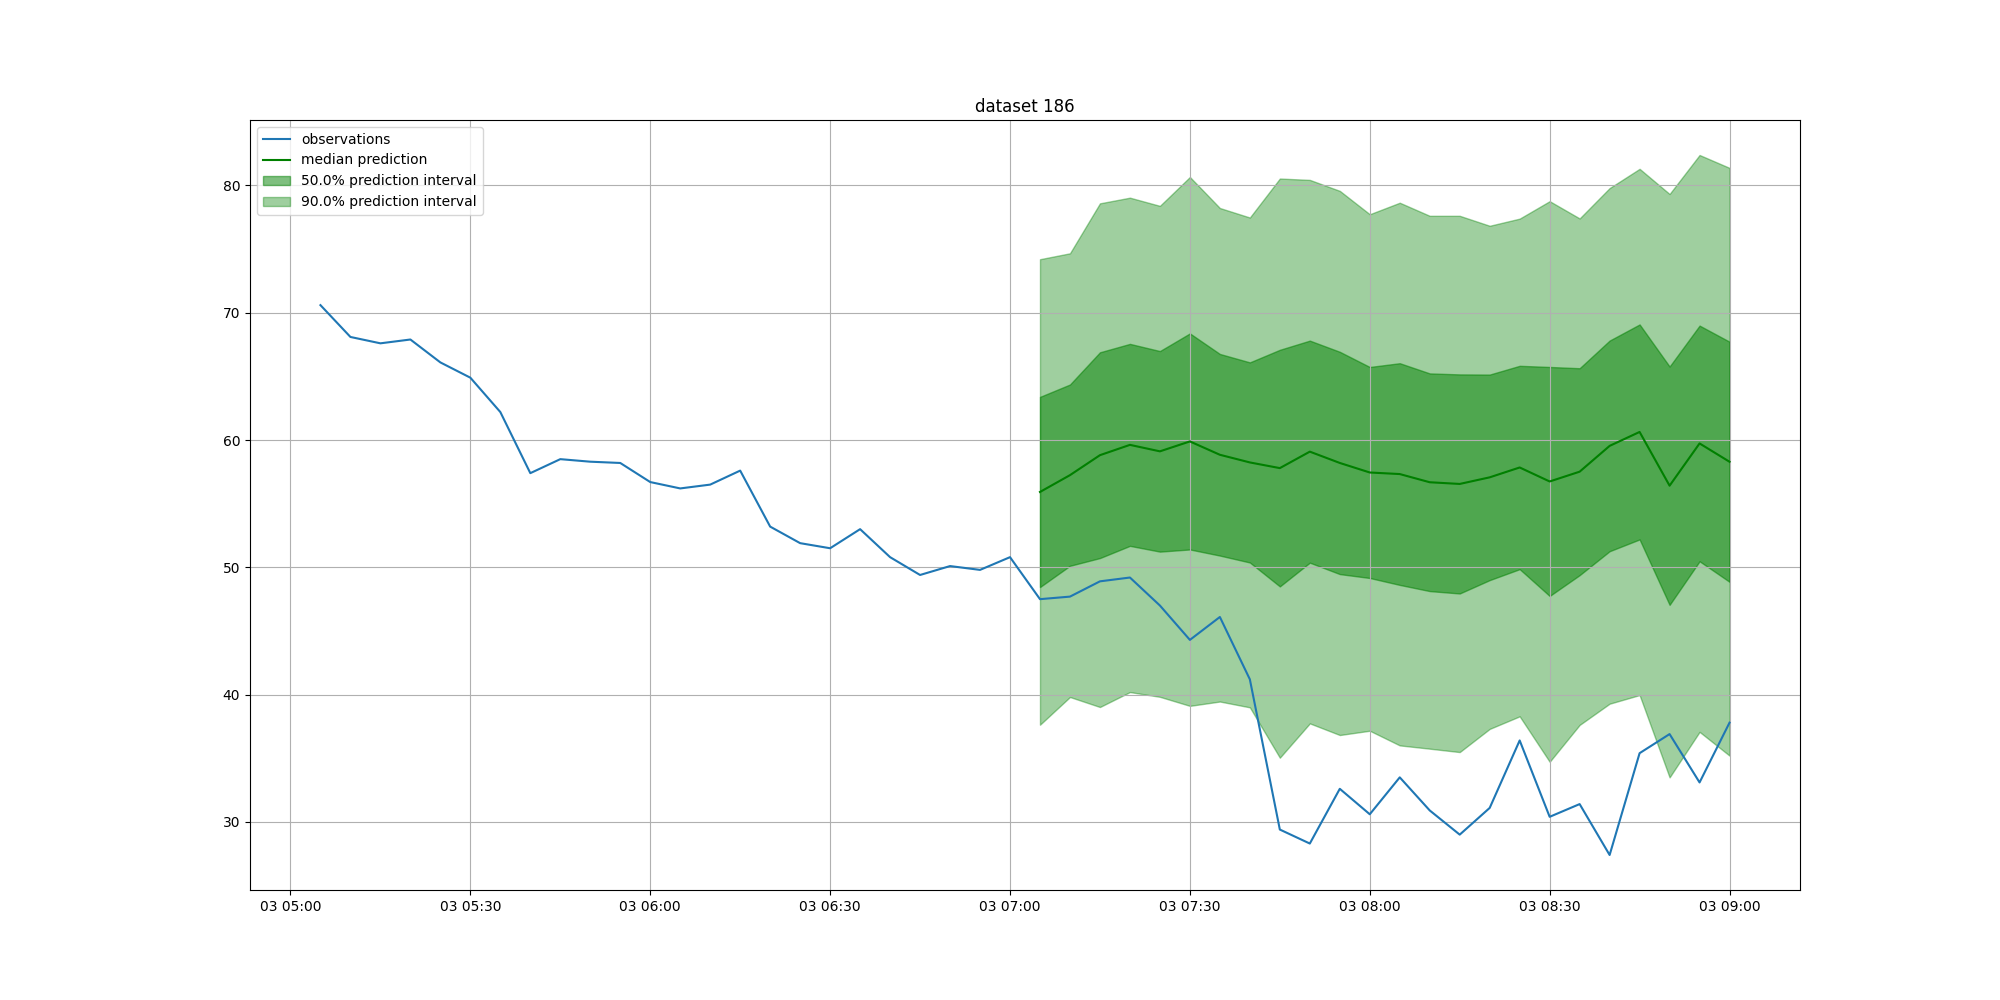 dataset 186
observations
median prediction
50.0% prediction interval
90.0% prediction interval
80
70
60
50
40
30
03 05:00 03 05:30 03 06:00 03 06:30 03 07:00 03 07:30 03 08:00 03 08:30 03 09:00